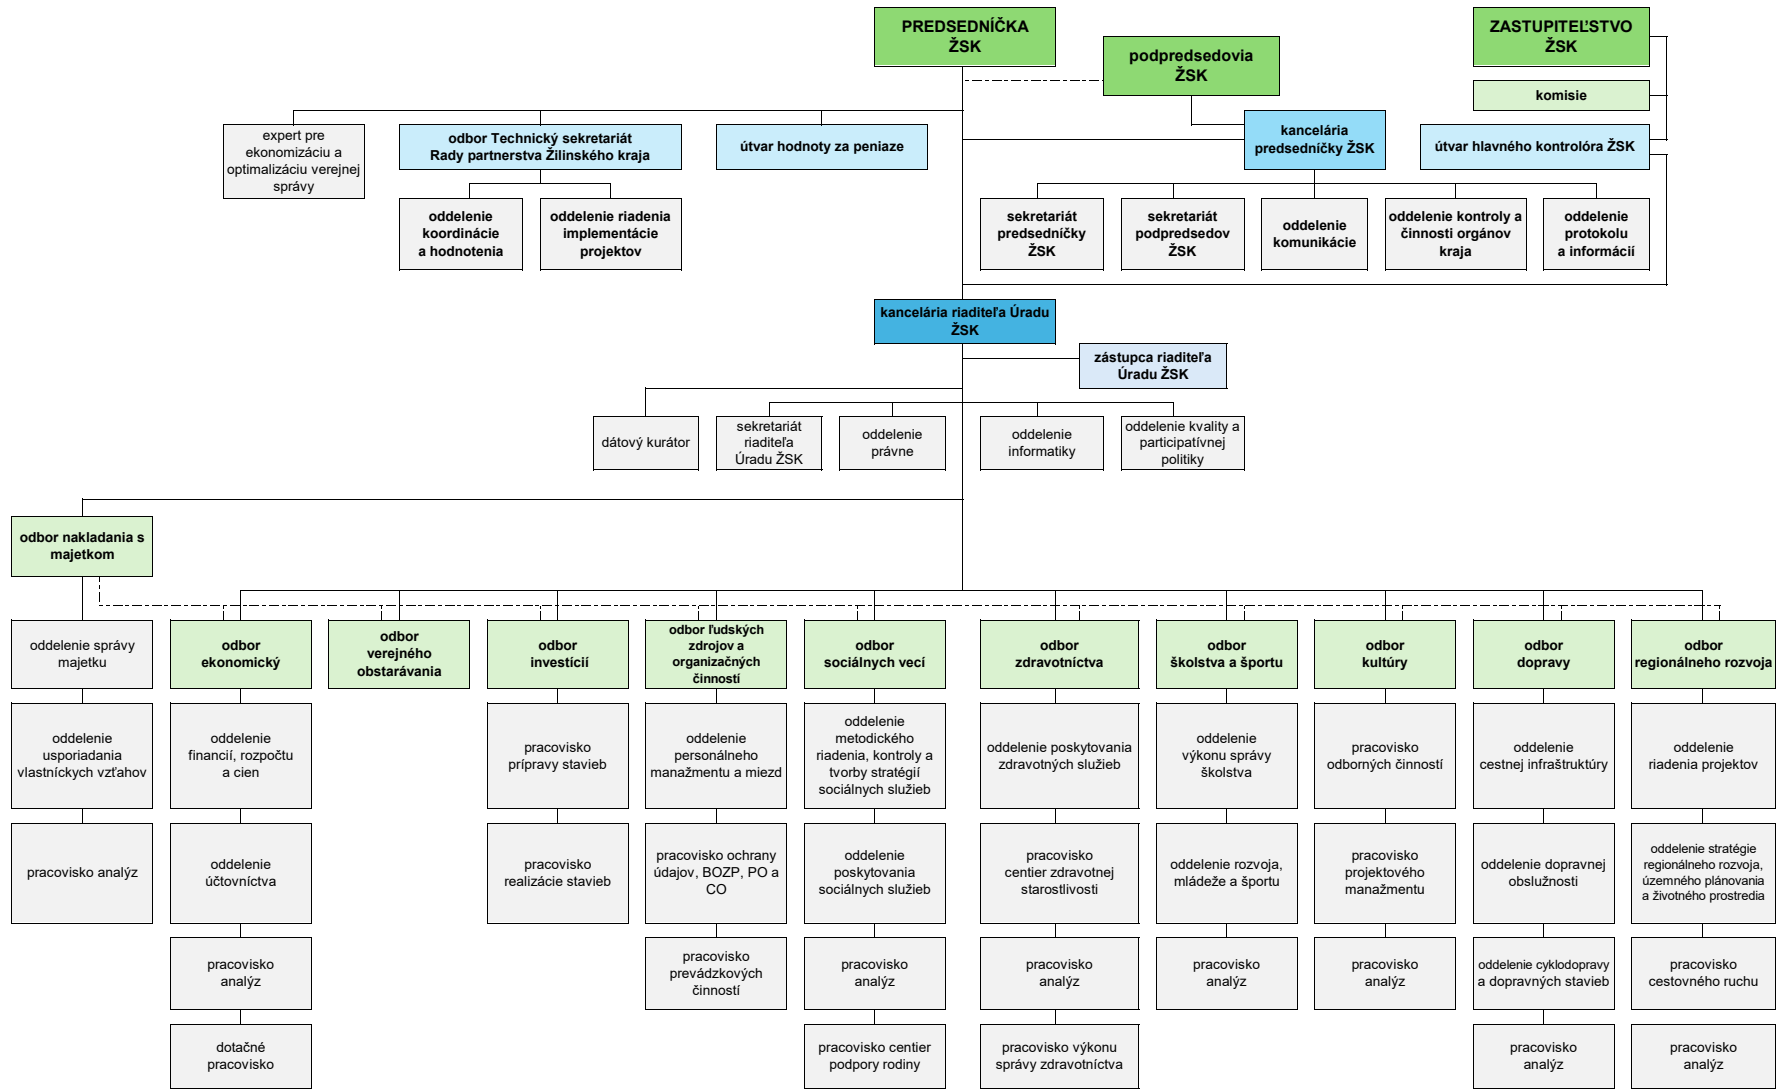 PREDSEDNÍČKA
ŽSK
podpredsedovia
ŽSK
ZASTUPITEĽSTVO
ŽSK
komisie
expert pre
ekonomizáciu a
optimalizáciu verejnej
správy
odbor Technický sekretariát
Rady partnerstva Žilinského kraja
útvar hodnoty za peniaze
kancelária
predsedníčky ŽSK
útvar hlavného kontrolóra ŽSK
oddelenie
koordinácie
a hodnotenia
oddelenie riadenia
implementácie
projektov
sekretariát
predsedníčky
ŽSK
sekretariát
podpredsedov
ŽSK
oddelenie
komunikácie
oddelenie kontroly a
činnosti orgánov
kraja
oddelenie
protokolu
a informácií
kancelária riaditeľa Úradu
ŽSK
zástupca riaditeľa
Úradu ŽSK
dátový kurátor
sekretariát
riaditeľa
Úradu ŽSK
oddelenie
právne
oddelenie
informatiky
oddelenie kvality a
participatívnej
politiky
odbor nakladania s
majetkom
oddelenie správy
majetku
odbor
ekonomický
odbor
verejného
obstarávania
odbor
investícií
odbor ľudských
zdrojov a
organizačných
činností
odbor
sociálnych vecí
odbor
zdravotníctva
odbor
školstva a športu
odbor
kultúry
odbor
dopravy
odbor
regionálneho rozvoja
oddelenie
usporiadania
vlastníckych vzťahov
oddelenie
financií, rozpočtu
a cien
pracovisko
prípravy stavieb
oddelenie
personálneho
manažmentu a miezd
oddelenie
metodického
riadenia, kontroly a
tvorby stratégií
sociálnych služieb
oddelenie poskytovania
zdravotných služieb
oddelenie
výkonu správy
školstva
pracovisko
odborných činností
oddelenie
cestnej infraštruktúry
oddelenie
riadenia projektov
pracovisko analýz
oddelenie
účtovníctva
pracovisko
realizácie stavieb
pracovisko ochrany
údajov, BOZP, PO a
CO
oddelenie
poskytovania
sociálnych služieb
pracovisko
centier zdravotnej
starostlivosti
oddelenie rozvoja,
mládeže a športu
pracovisko
projektového
manažmentu
oddelenie dopravnej
obslužnosti
oddelenie stratégie
regionálneho rozvoja,
územného plánovania
a životného prostredia
pracovisko
analýz
pracovisko
prevádzkových
činností
pracovisko
analýz
pracovisko
analýz
pracovisko
analýz
pracovisko
analýz
oddelenie cyklodopravy
a dopravných stavieb
pracovisko
cestovného ruchu
dotačné
pracovisko
pracovisko centier
podpory rodiny
pracovisko výkonu
správy zdravotníctva
pracovisko
analýz
pracovisko
analýz